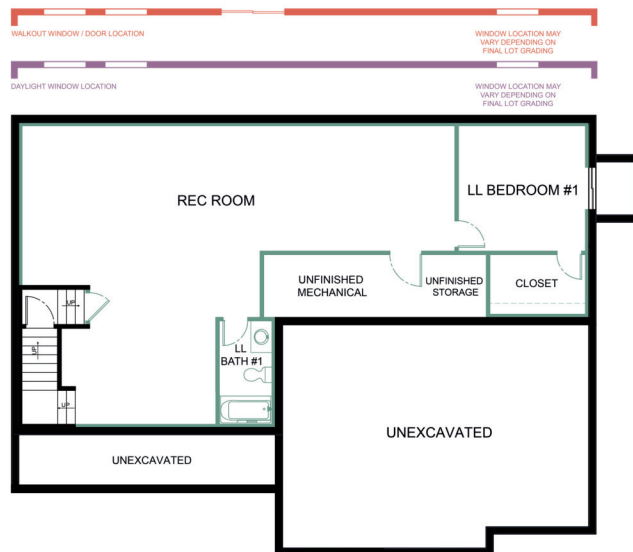 WALKOUT WINDOW / DOOR LOCATION
WINDOW LOCATION MAY
VARY DEPENDING ON
FINAL LOT GRADING
DAYLIGHT WINDOW LOCATION
WINDOW LOCATION MAY
VARY DEPENDING ON
FINAL LOT GRADING
REC ROOM
LL BEDROOM #1
UNFINISHED
MECHANICAL
UNFINISHED
STORAGE
CLOSET
UP
UP
UP
LL
BATH #1
UNEXCAVATED
UNEXCAVATED